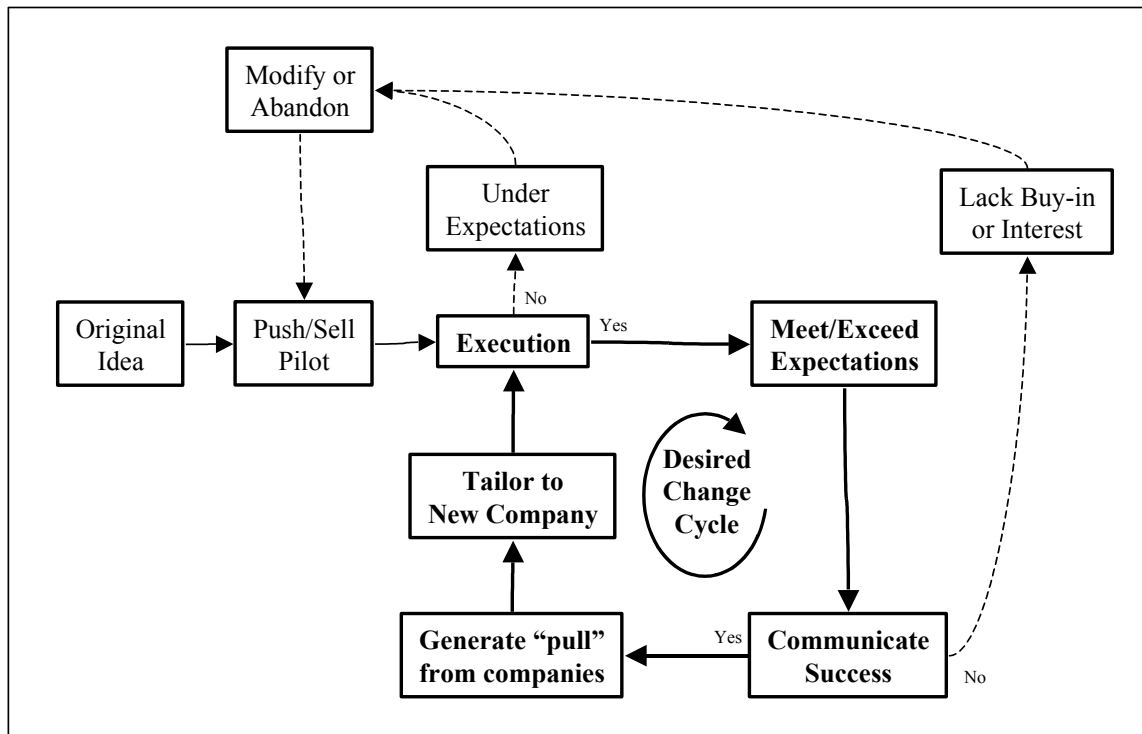 Modify or
Abandon
Under
Expectations
Lack Buy-in
or Interest
No
Original
Idea
Push/Sell
Pilot
Execution
Yes
Meet/Exceed
Expectations
Desired
Change
Cycle
Tailor to
New Company
Generate “pull”
from companies
Yes
Communicate
Success
No